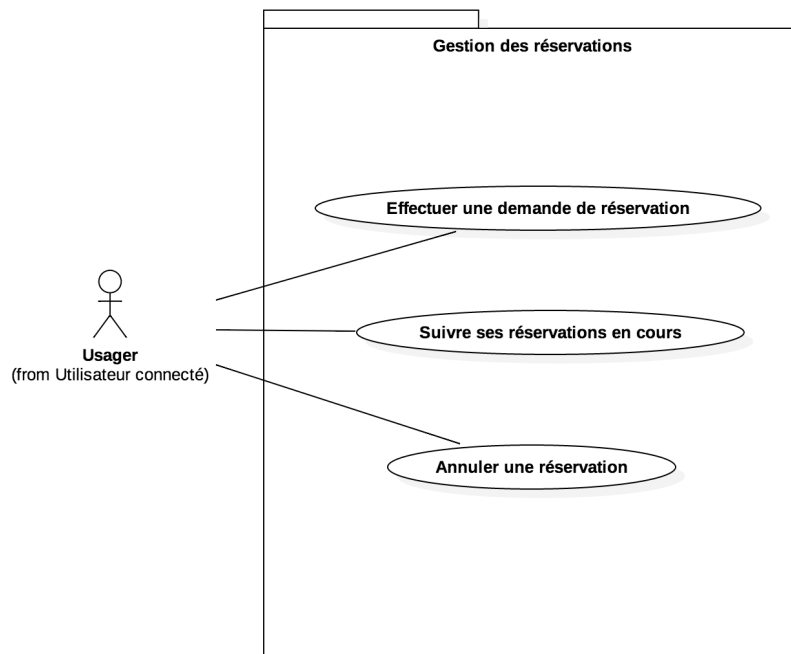 Gestion des réservations
Effectuer une demande de réservation
Suivre ses réservations en cours
Usager
(from Utilisateur connecté)
Annuler une réservation